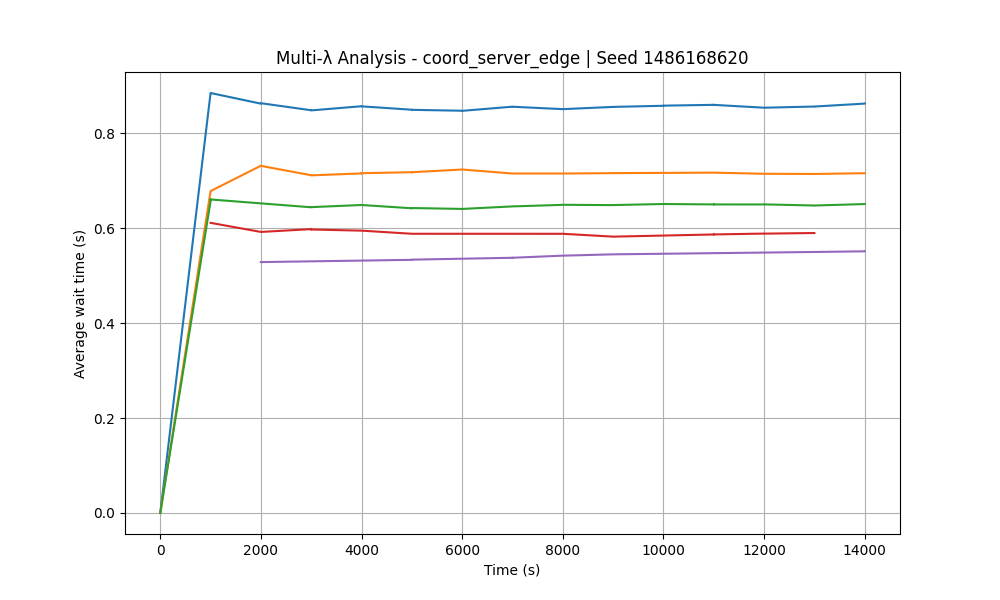 Multi-λ Analysis - coord_server_edge | Seed 1486168620
Average wait time (s)
0.8
0.6
0.4
0.2
0.0
0 2000 4000 6000 8000 10000 12000 14000
Time (s)